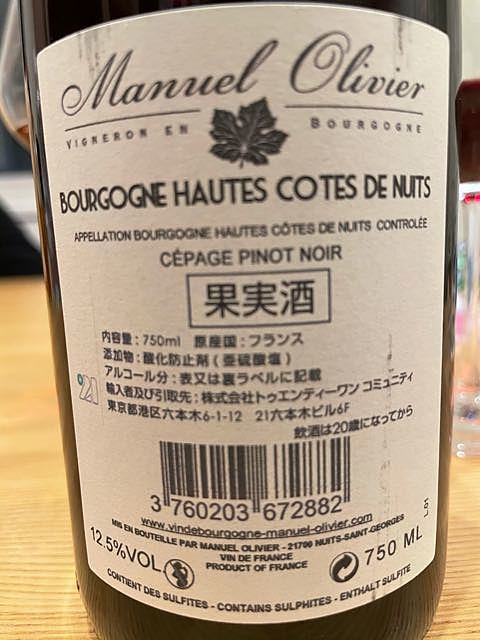 Manuel Olivier
VIGNERON EN BOURGOGNE
BOURGOGNE HAUTES COTES DE NUITS
APPELLATION BOURGOGNE HAUTES CÔTES DE NUITS CONTROLÉE
CÉPAGE PINOT NOIR
果実酒
内容量：750ml 原産国：フランス
添加物：酸化防止剤（亜硫酸塩）
アルコール分：表又は裏ラベルに記載
輸入者及び引取先：株式会社トゥエンティーワン コミュニティ
東京都港区六本木6-1-12 21六本木ビル6F
飲酒は20歳になってから
21
3 760203 672882
www.vindebourgogne-manuel-olivier.com
MIS EN BOUTEILLE PAR MANUEL OLIVIER - 21700 NUITS-SAINT-GEORGES
VIN DE FRANCE
PRODUCT OF FRANCE
12.5%VOL
750 ML
L.01
CONTIENT DES SULFITES - CONTAINS SULPHITES - ENTHALT SULFITE